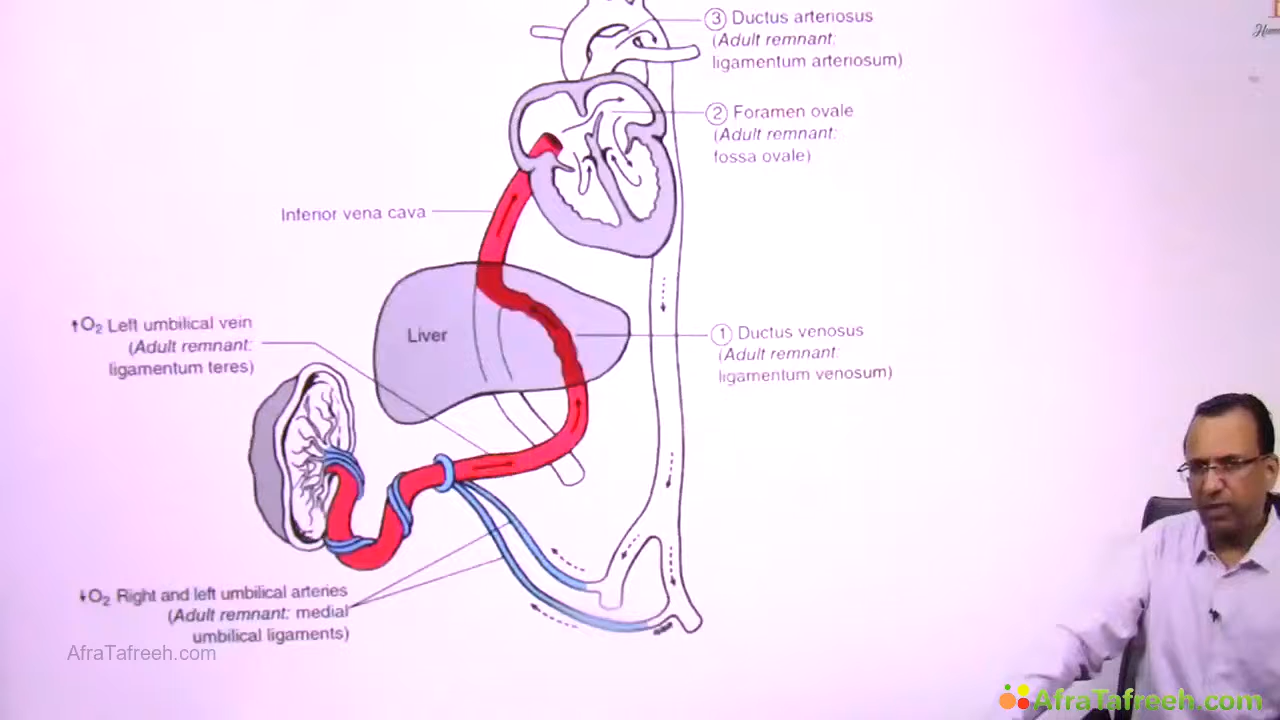 ③ Ductus arteriosus
(Adult remnant:
ligamentum arteriosum)
② Foramen ovale
(Adult remnant:
fossa ovale)
Inferior vena cava
↑O2 Left umbilical vein
(Adult remnant:
ligamentum teres)
Liver
① Ductus venosus
(Adult remnant:
ligamentum venosum)
↓O2 Right and left umbilical arteries
(Adult remnant: medial
umbilical ligaments)
AfraTafreeh.com
AfraTafreeh.com